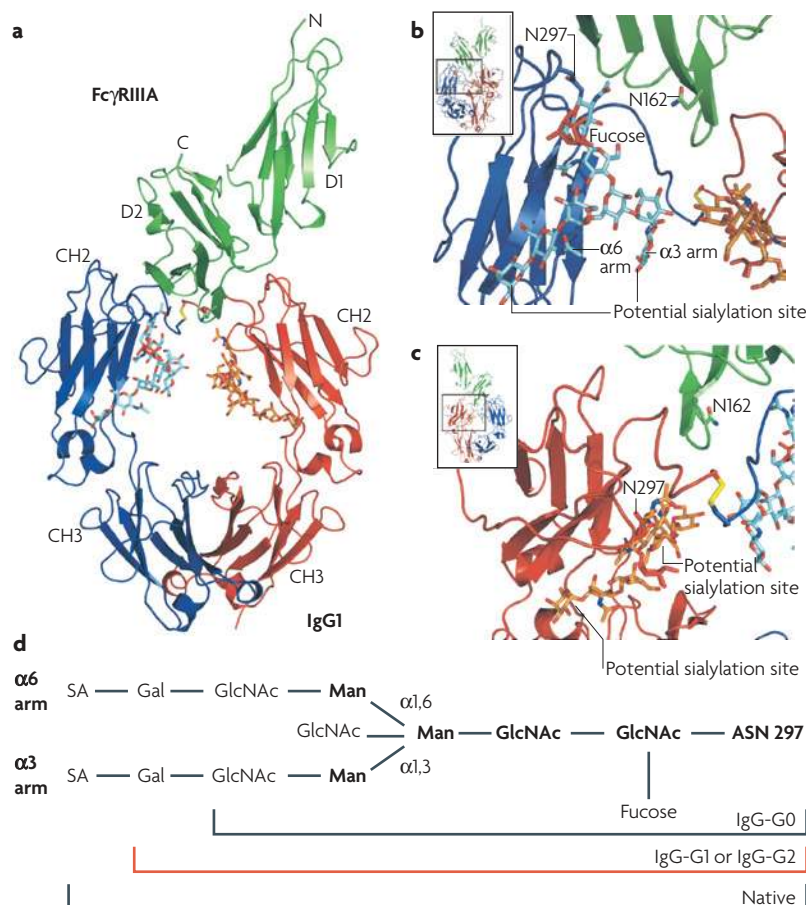 a
N
FcγRIIIA
C
D1
D2
CH2
CH2
CH3
CH3
IgG1
b
N297
N162
Fucose
α6
arm
α3 arm
Potential sialylation site
c
N162
N297
Potential
sialylation site
Potential sialylation site
d
α6
arm
SA Gal GlcNAc Man
α1,6
GlcNAc Man GlcNAc GlcNAc ASN 297
α3
arm
SA Gal GlcNAc Man
α1,3
Fucose
IgG-G0
IgG-G1 or IgG-G2
Native